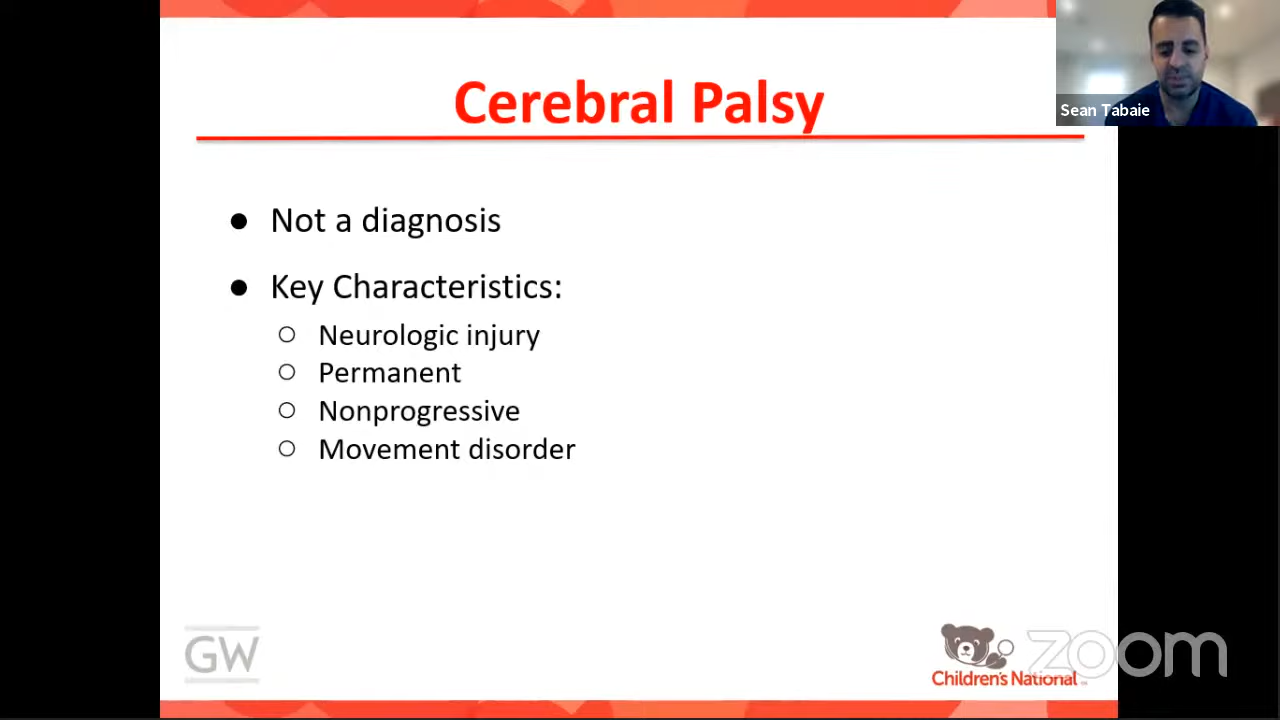 Cerebral Palsy
Sean Tabaie
● Not a diagnosis
● Key Characteristics:
○ Neurologic injury
○ Permanent
○ Nonprogressive
○ Movement disorder
GW
Children's National
zoom